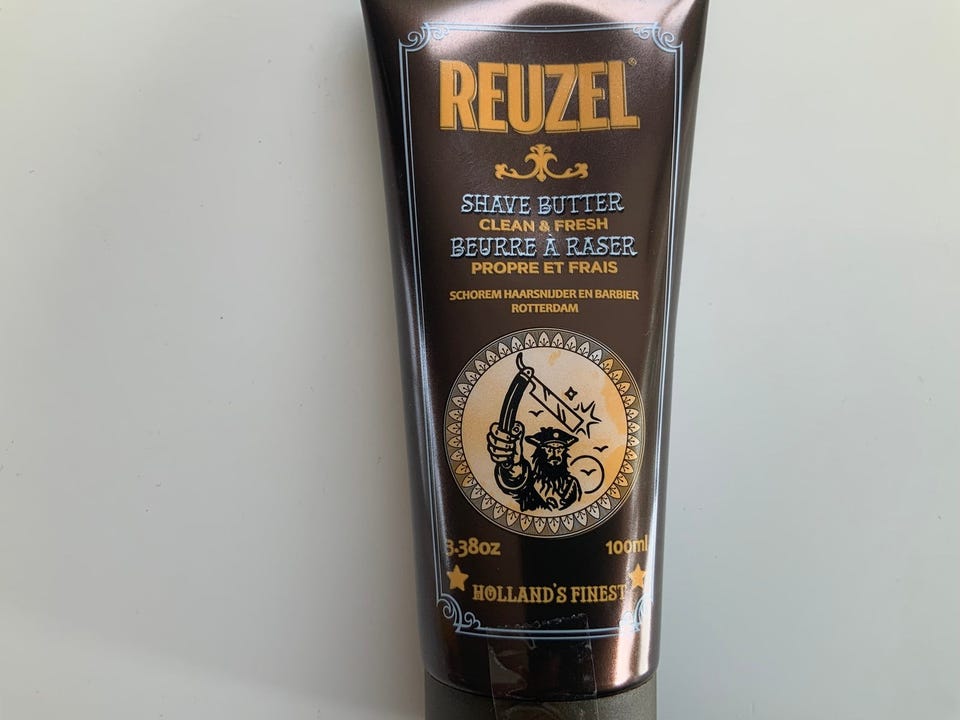 REUZEL®
SHAVE BUTTER
CLEAN & FRESH
BEURRE À RASER
PROPRE ET FRAIS
SCHOREM HAARSNIJDER EN BARBIER
ROTTERDAM
3.38oz 100ml
HOLLAND'S FINEST